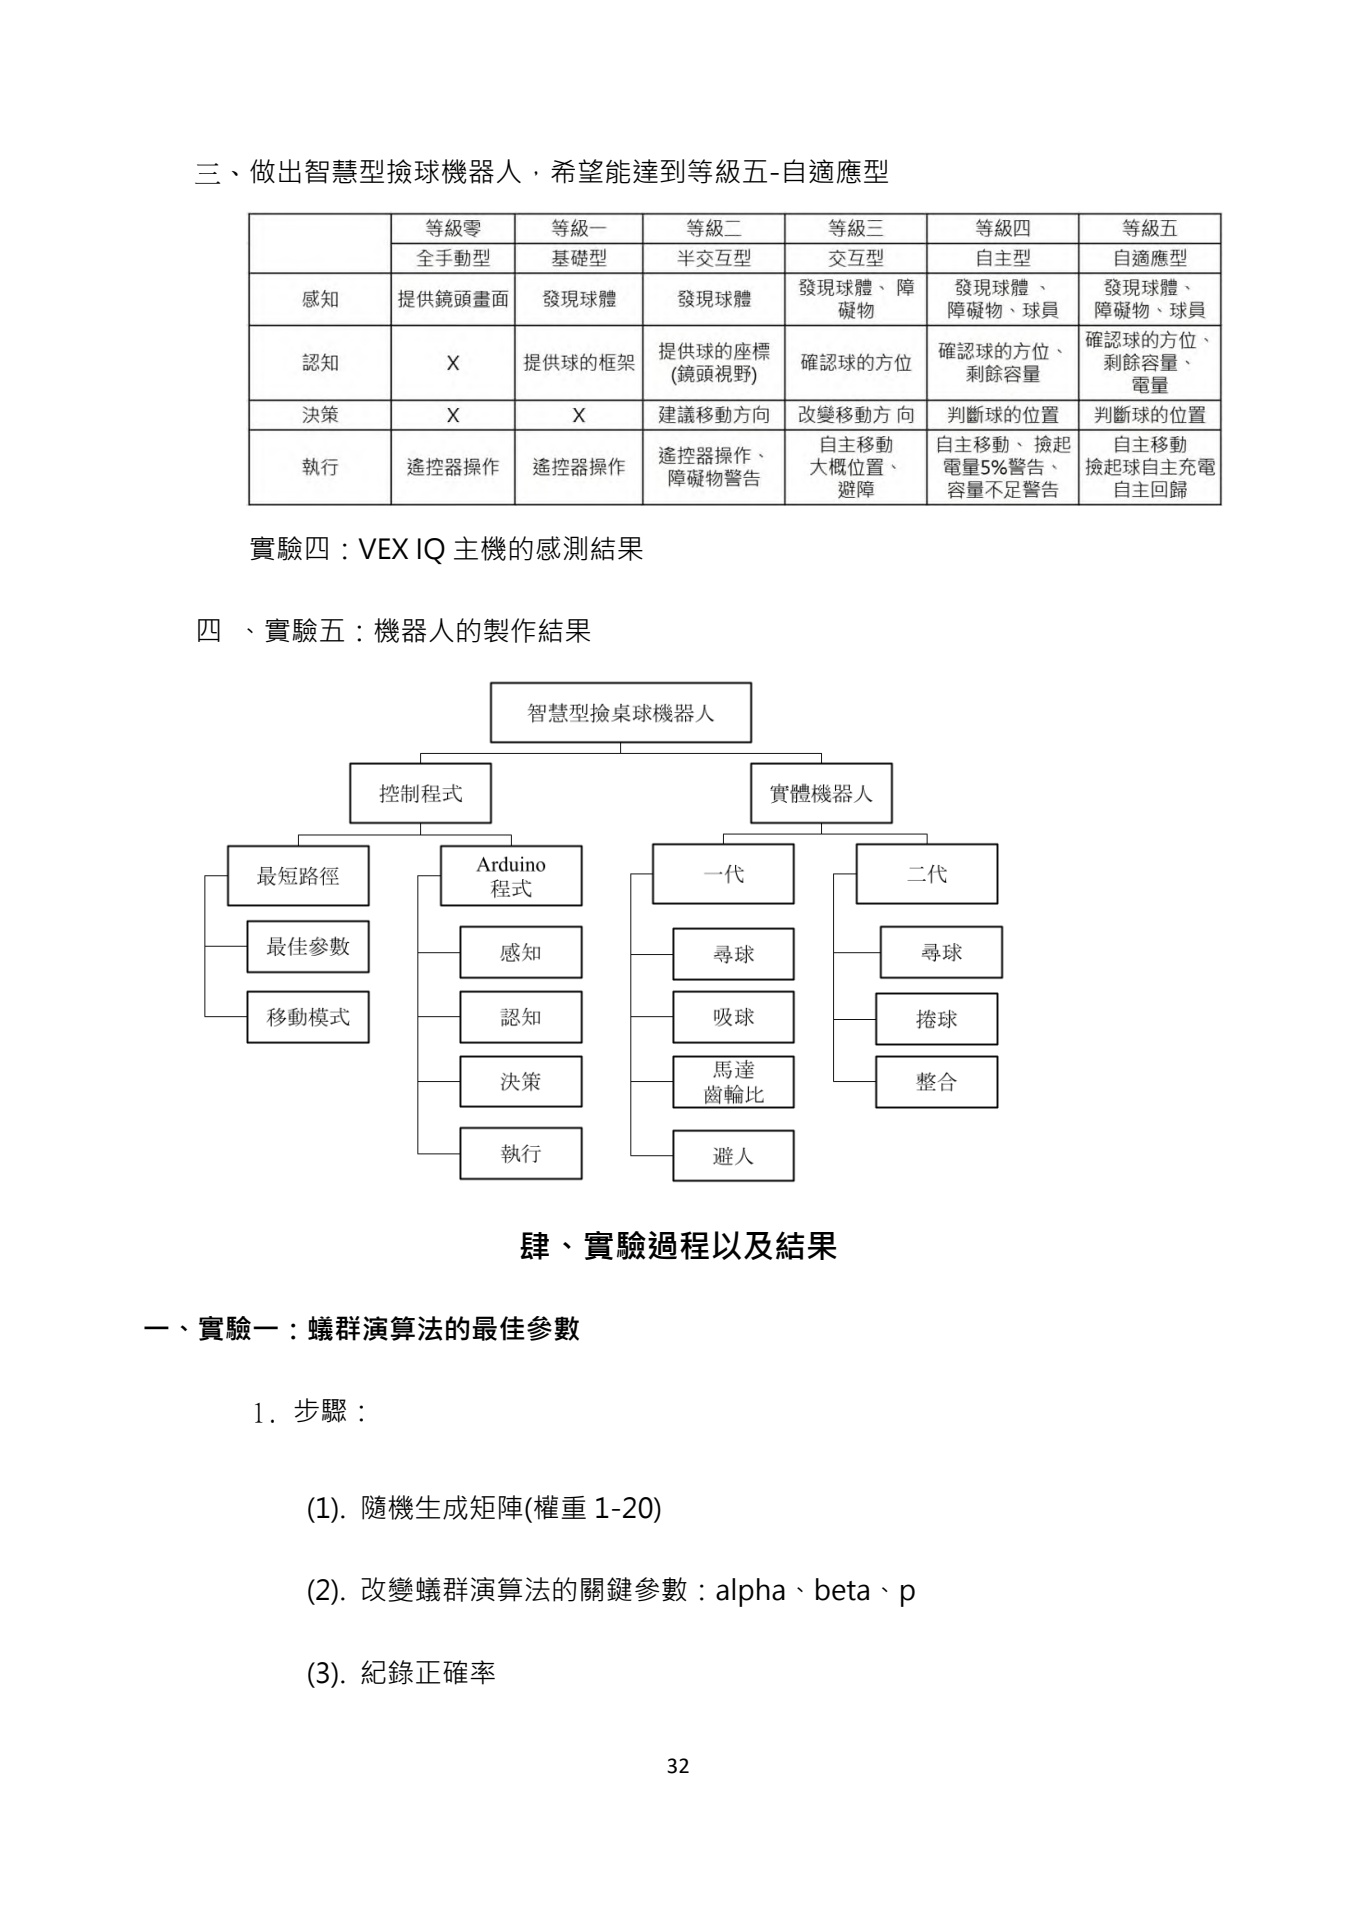 三、做出智慧型撿球機器人，希望能達到等級五-自適應型
等級零 等級一 等級二 等級三 等級四 等級五
全手動型 基礎型 半交互型 交互型 自主型 自適應型
感知 提供鏡頭畫面 發現球體 發現球體 發現球體、 障礙物 發現球體 、障礙物、球員 發現球體、障礙物、球員
認知 X 提供球的框架 提供球的座標(鏡頭視野) 確認球的方位 確認球的方位、剩餘容量 確認球的方位、剩餘容量、電量
決策 X X 建議移動方向 改變移動方 向 判斷球的位置 判斷球的位置
執行 遙控器操作 遙控器操作 遙控器操作、障礙物警告 自主移動大概位置、避障 自主移動、 撿起電量5%警告、容量不足警告 自主移動撿起球自主充電自主回歸
實驗四：VEX IQ 主機的感測結果
四 、實驗五：機器人的製作結果
智慧型撿桌球機器人
控制程式
實體機器人
最短路徑
最佳參數
移動模式
Arduino
程式
感知
認知
決策
執行
一代
尋球
吸球
馬達
齒輪比
避人
二代
尋球
捲球
整合
肆、實驗過程以及結果
一、實驗一：蟻群演算法的最佳參數
1. 步驟：
(1). 隨機生成矩陣(權重 1-20)
(2). 改變蟻群演算法的關鍵參數：alpha、beta、p
(3). 紀錄正確率
32